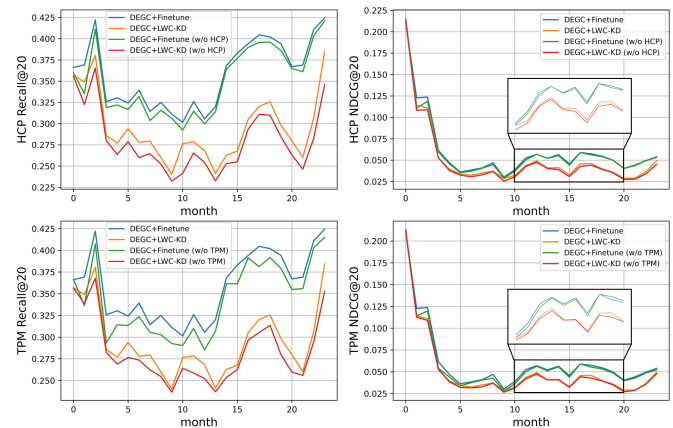 HCP Recall@20
0.425
0.400
0.375
0.350
0.325
0.300
0.275
0.250
0.225
DEGC+Finetune
DEGC+LWC-KD
DEGC+Finetune (w/o HCP)
DEGC+LWC-KD (w/o HCP)
0 5 10 15 20
month
HCP NDCG@20
0.225
0.200
0.175
0.150
0.125
0.100
0.075
0.050
0.025
DEGC+Finetune
DEGC+LWC-KD
DEGC+Finetune (w/o HCP)
DEGC+LWC-KD (w/o HCP)
0 5 10 15 20
month
TPM Recall@20
0.425
0.400
0.375
0.350
0.325
0.300
0.275
0.250
DEGC+Finetune
DEGC+LWC-KD
DEGC+Finetune (w/o TPM)
DEGC+LWC-KD (w/o TPM)
0 5 10 15 20
month
TPM NDCG@20
0.200
0.175
0.150
0.125
0.100
0.075
0.050
0.025
DEGC+Finetune
DEGC+LWC-KD
DEGC+Finetune (w/o TPM)
DEGC+LWC-KD (w/o TPM)
0 5 10 15 20
month